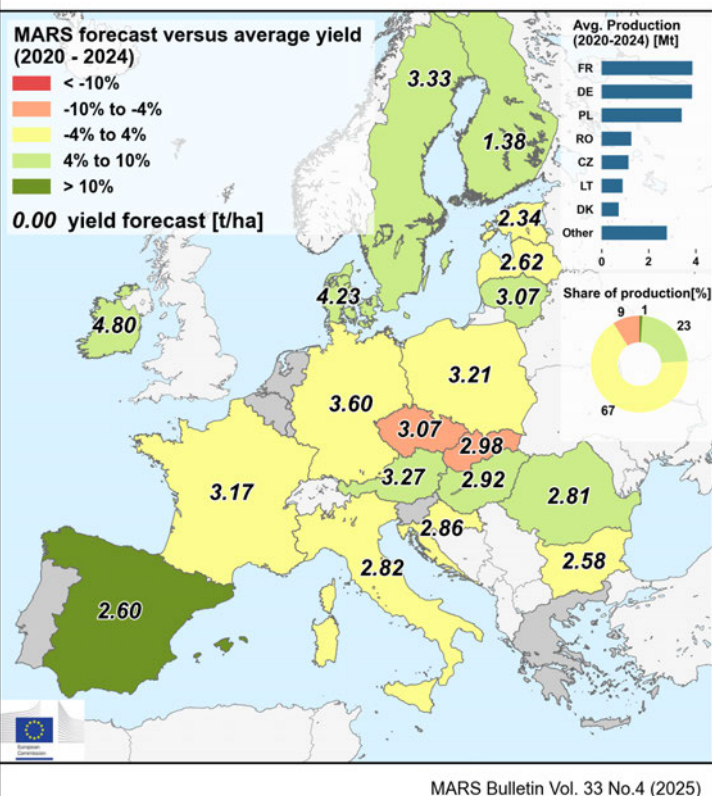 MARS forecast versus average yield
(2020 - 2024)
< -10%
-10% to -4%
-4% to 4%
4% to 10%
> 10%
0.00 yield forecast [t/ha]
Avg. Production
(2020-2024) [Mt]
FR
DE
PL
RO
CZ
LT
DK
Other
0 2 4
Share of production[%]
9 1
23
67
3.33
1.38
2.34
2.62
3.07
4.23
4.80
3.21
3.60
3.07
2.98
3.27
2.92
3.17
2.81
2.86
2.58
2.82
2.60
European
Commission
MARS Bulletin Vol. 33 No.4 (2025)